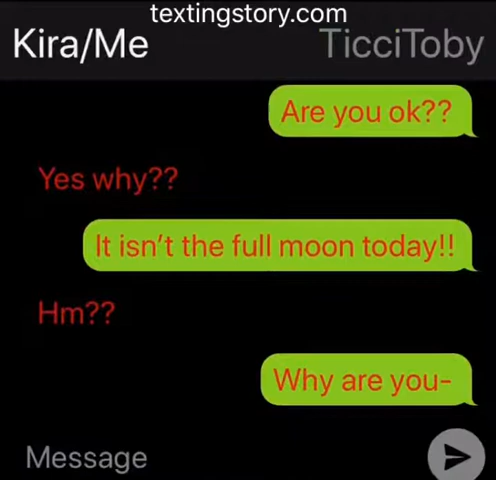 textingstory.com
Kira/Me TicciToby
Are you ok??
Yes why??
It isn't the full moon today!!
Hm??
Why are you-
Message